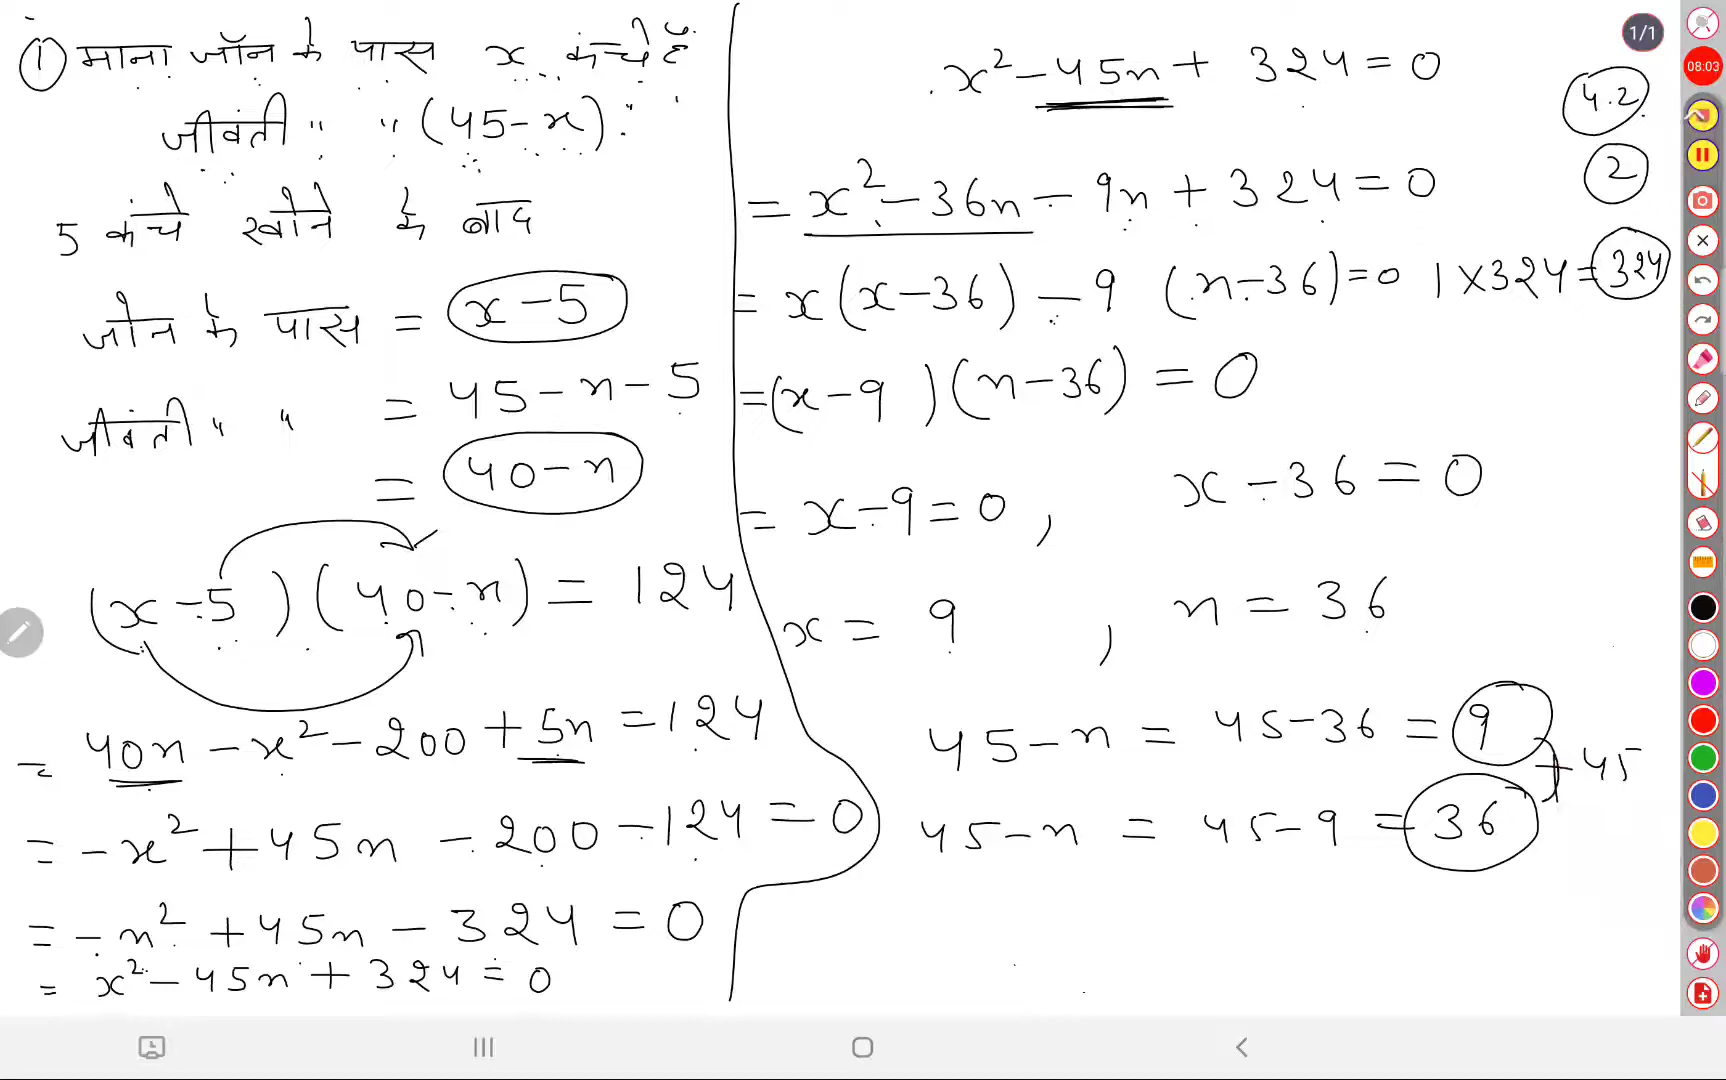 ① माना जॉन के पास x कंचे हैं
जीवंती " " (45-x) "
5 कंचे खोने के बाद
जॉन के पास = x-5
जीवंती " " = 45-x-5
= 40-x
(x-5)(40-x) = 124
= 40x - x² - 200 + 5x = 124
= -x² + 45x - 200 - 124 = 0
= -x² + 45x - 324 = 0
= x² - 45x + 324 = 0
x² - 45x + 324 = 0
= x² - 36x - 9x + 324 = 0
= x(x-36) - 9(x-36) = 0
= (x-9)(x-36) = 0
= x-9 = 0, x-36 = 0
x = 9, x = 36
45-x = 45-36 = 9
+45
45-x = 45-9 = 36
4.2
2
1×324 = 324
1/1
08:03